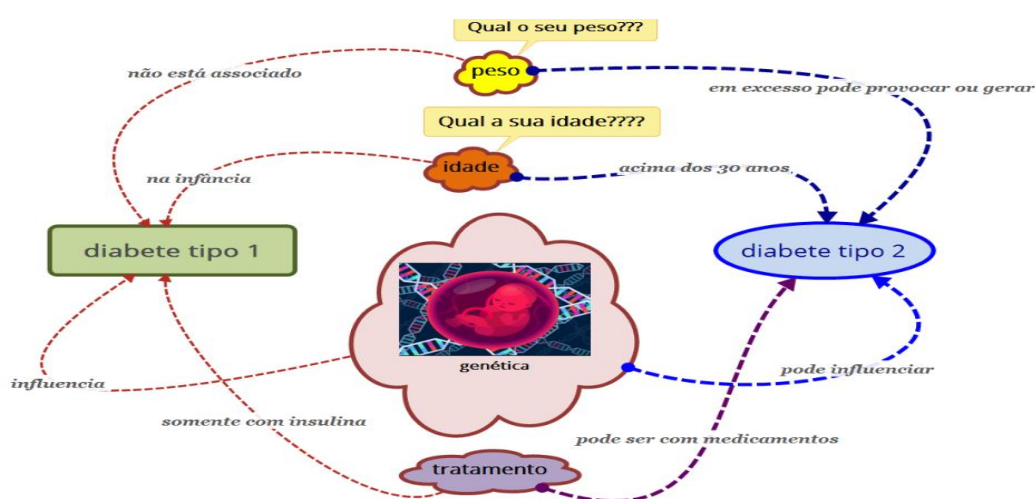 Qual o seu peso???
peso
não está associado
em excesso pode provocar ou gerar
Qual a sua idade????
idade
na infância
acima dos 30 anos
diabete tipo 1
diabete tipo 2
genética
influencia
pode influenciar
somente com insulina
pode ser com medicamentos
tratamento